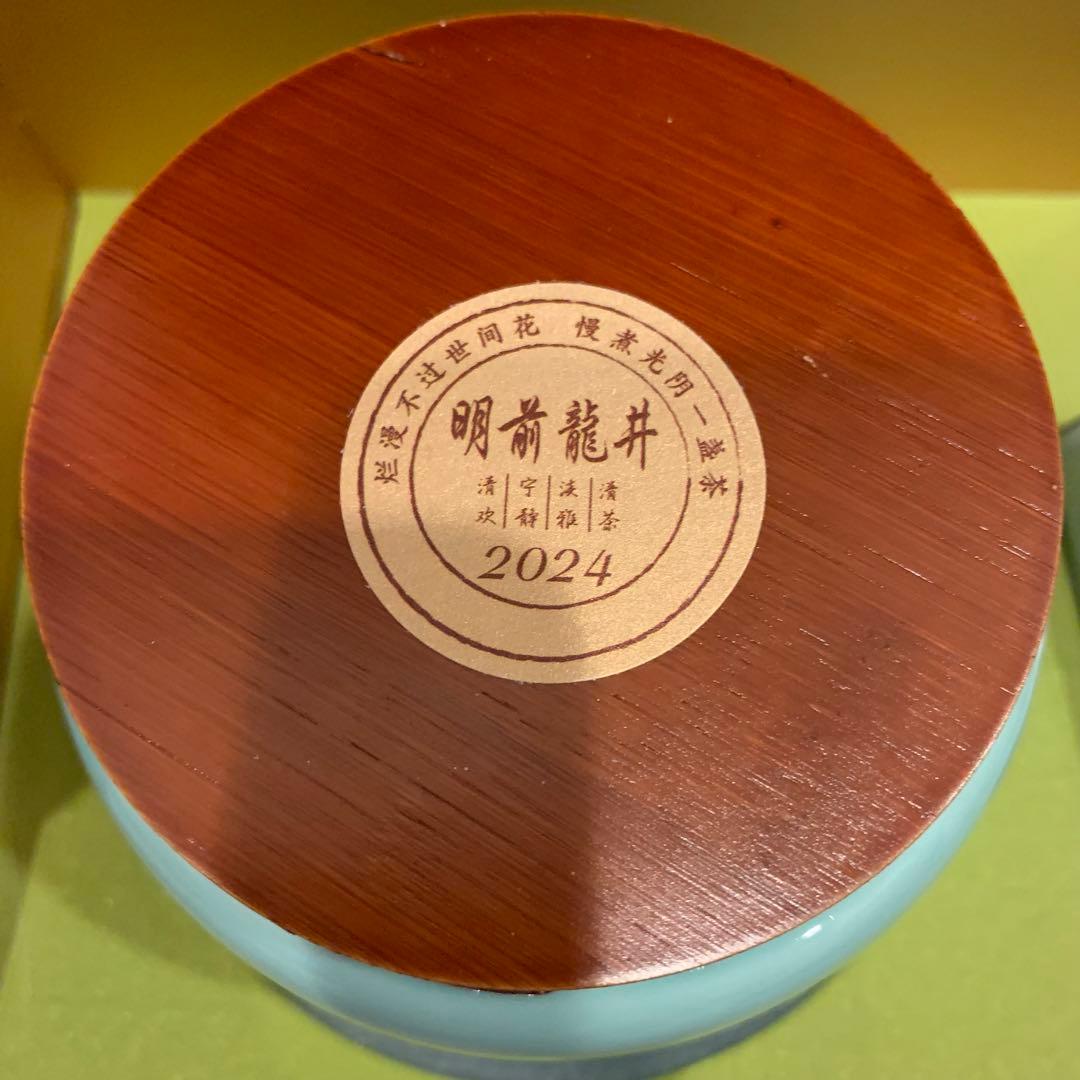 烂漫不过世间花 慢煮光阴一盏茶
明前龍井
清欢 宁静 淡雅 清茶
2024